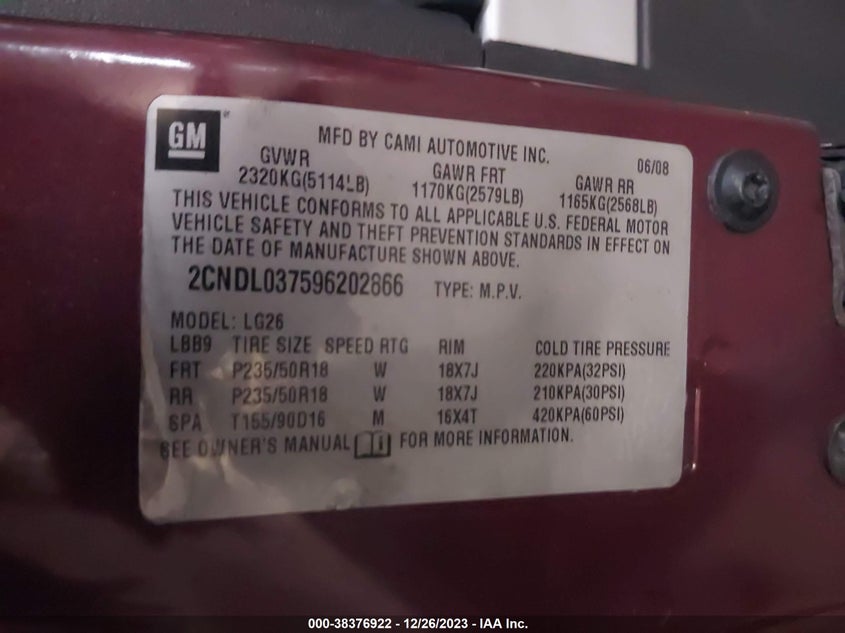 GM
MFD BY CAMI AUTOMOTIVE INC.
06/08
GVWR GAWR FRT GAWR RR
2320KG(5114LB) 1170KG(2579LB) 1165KG(2568LB)
THIS VEHICLE CONFORMS TO ALL APPLICABLE U.S. FEDERAL MOTOR
VEHICLE SAFETY AND THEFT PREVENTION STANDARDS IN EFFECT ON
THE DATE OF MANUFACTURE SHOWN ABOVE.
2CNDL037596202866 TYPE: M.P.V.
MODEL: LG26
LBB9 TIRE SIZE SPEED RTG RIM COLD TIRE PRESSURE
FRT P235/50R18 W 18X7J 220KPA(32PSI)
RR P235/50R18 W 18X7J 210KPA(30PSI)
SPA T155/90D16 M 16X4T 420KPA(60PSI)
SEE OWNER'S MANUAL FOR MORE INFORMATION.
000-38376922 - 12/26/2023 - IAA Inc.